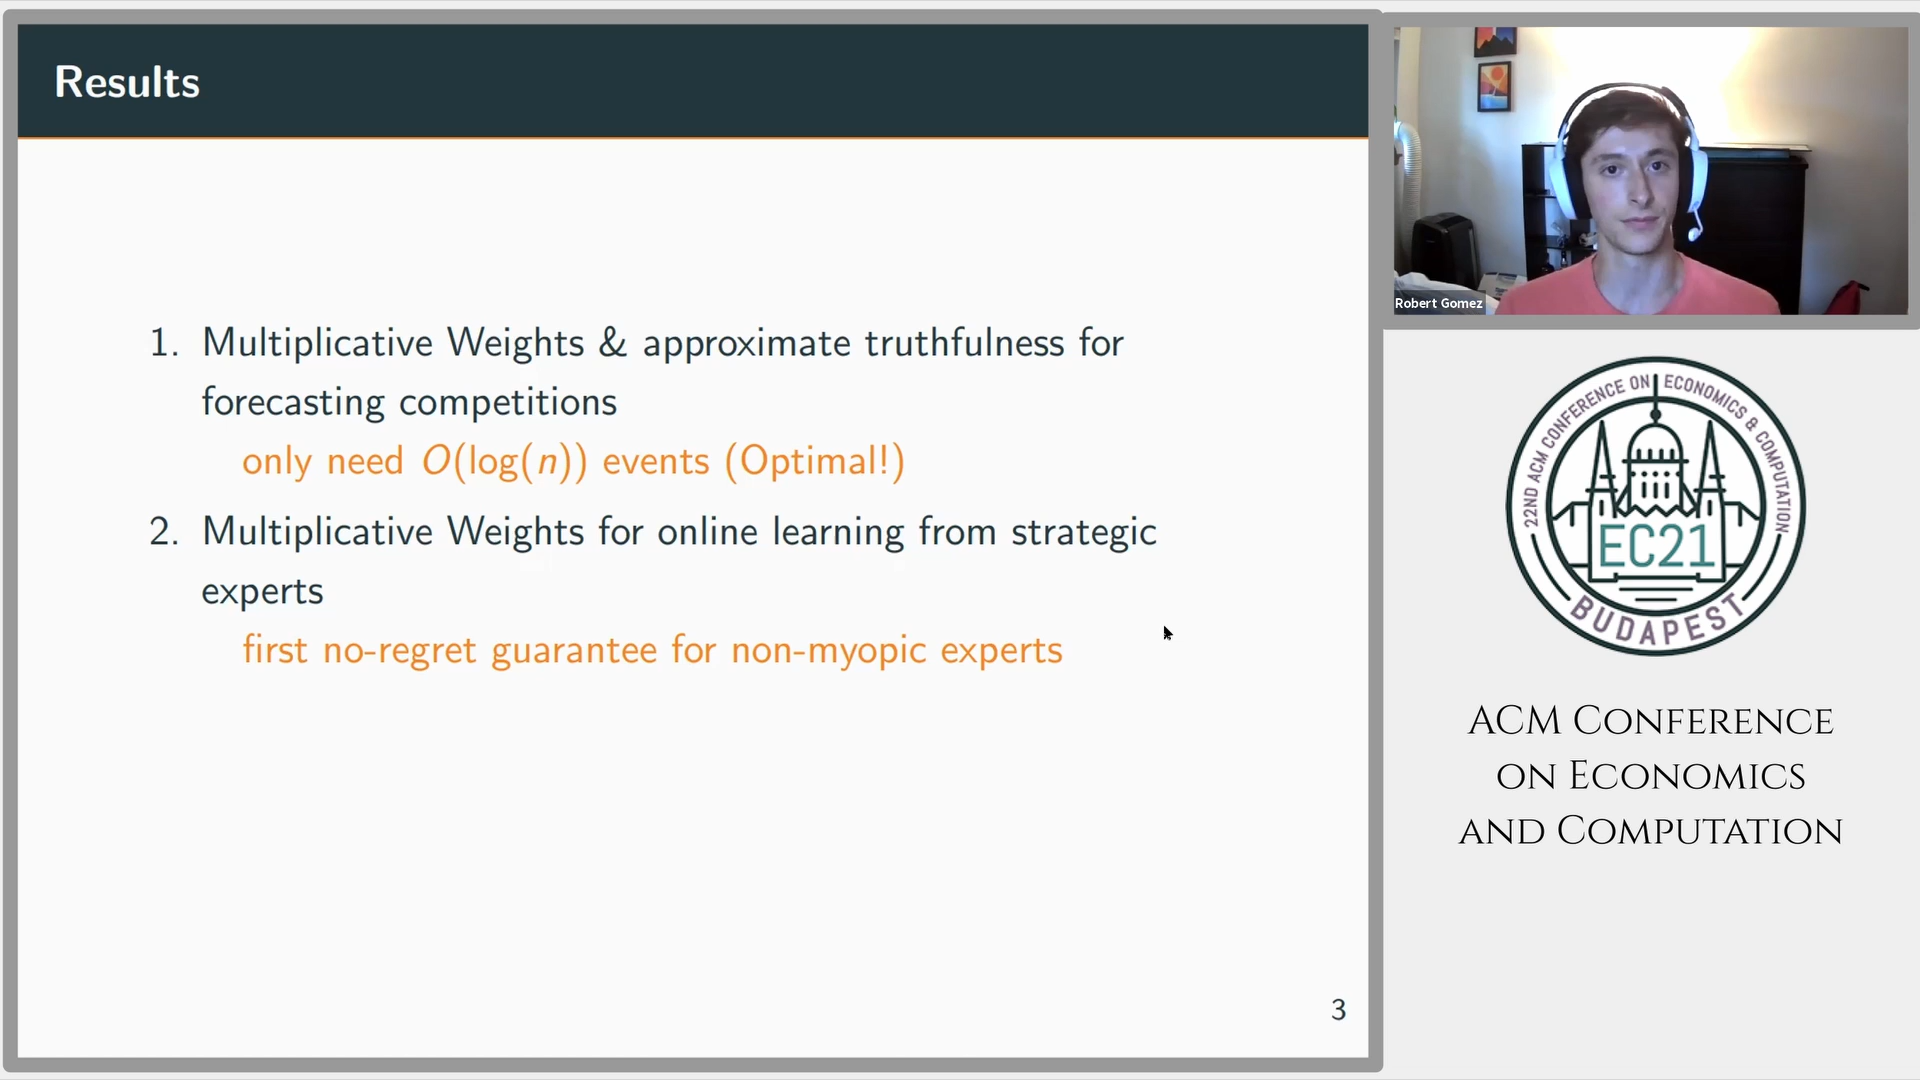 Results
1. Multiplicative Weights & approximate truthfulness for
forecasting competitions
only need O(log(n)) events (Optimal!)
2. Multiplicative Weights for online learning from strategic
experts
first no-regret guarantee for non-myopic experts
3
Robert Gomez
22ND ACM CONFERENCE ON ECONOMICS & COMPUTATION
EC21
BUDAPEST
ACM Conference
on Economics
and Computation